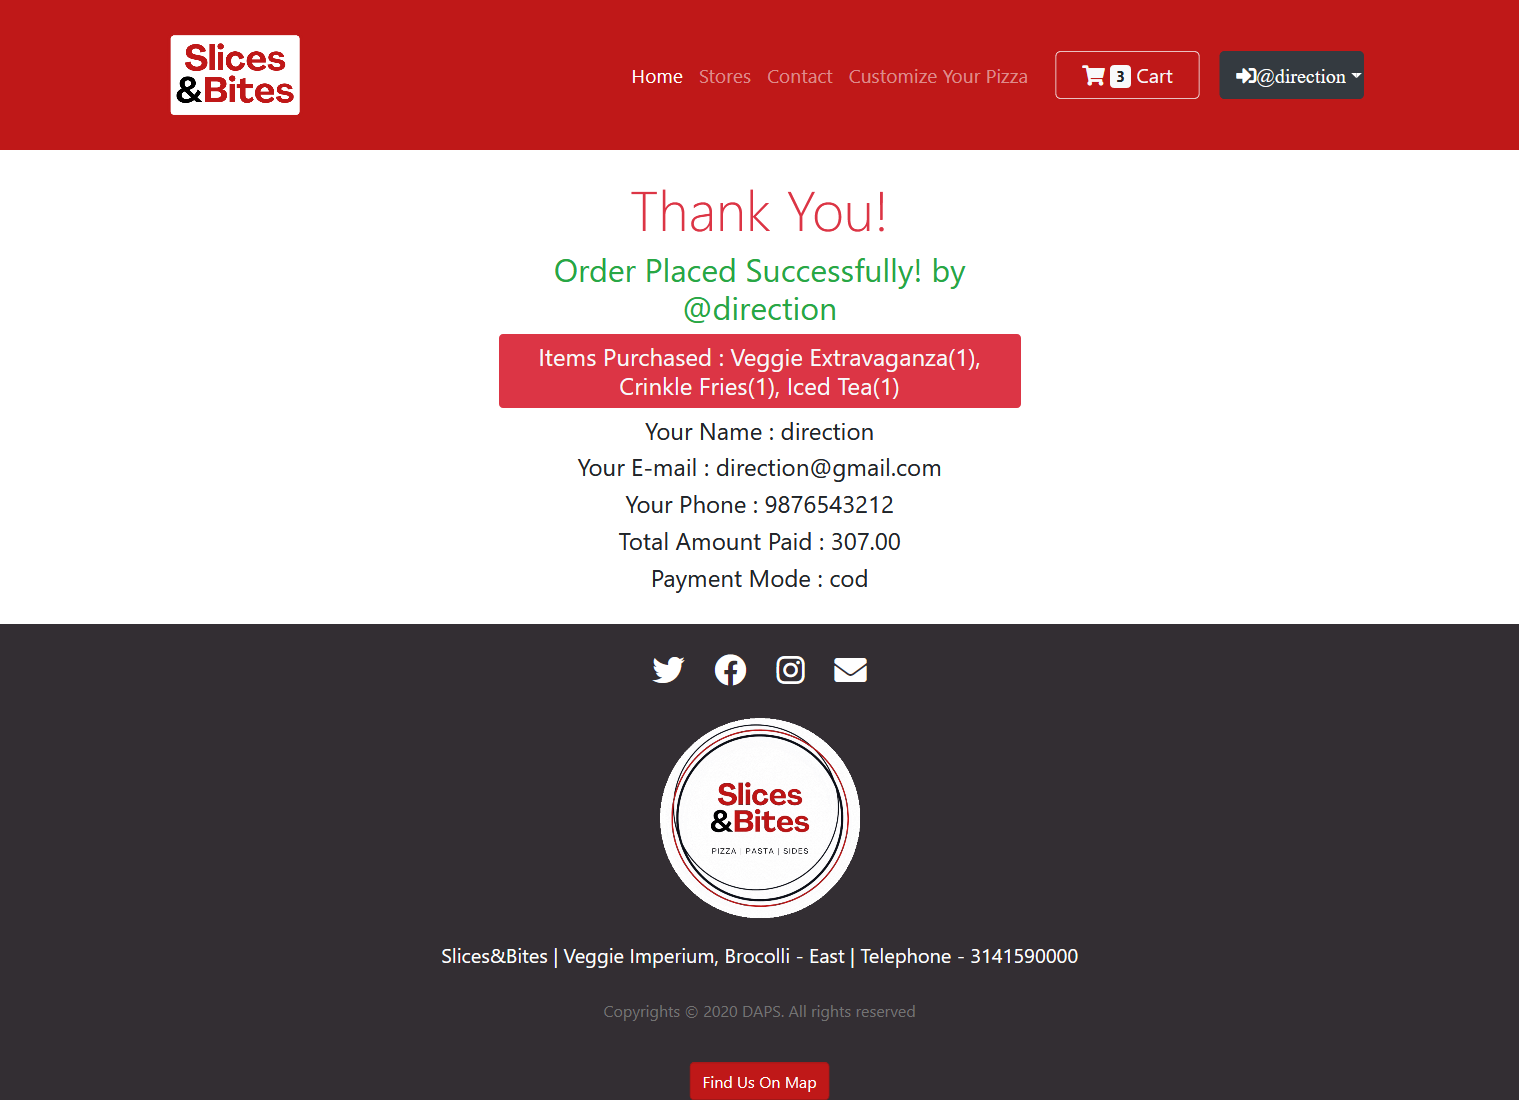 Slices
&Bites
Home Stores Contact Customize Your Pizza 3 Cart @direction
Thank You!
Order Placed Successfully! by
@direction
Items Purchased : Veggie Extravaganza(1),
Crinkle Fries(1), Iced Tea(1)
Your Name : direction
Your E-mail : direction@gmail.com
Your Phone : 9876543212
Total Amount Paid : 307.00
Payment Mode : cod
Slices
&Bites
PIZZA | PASTA | SIDES
Slices&Bites | Veggie Imperium, Brocolli - East | Telephone - 3141590000
Copyrights © 2020 DAPS. All rights reserved
Find Us On Map